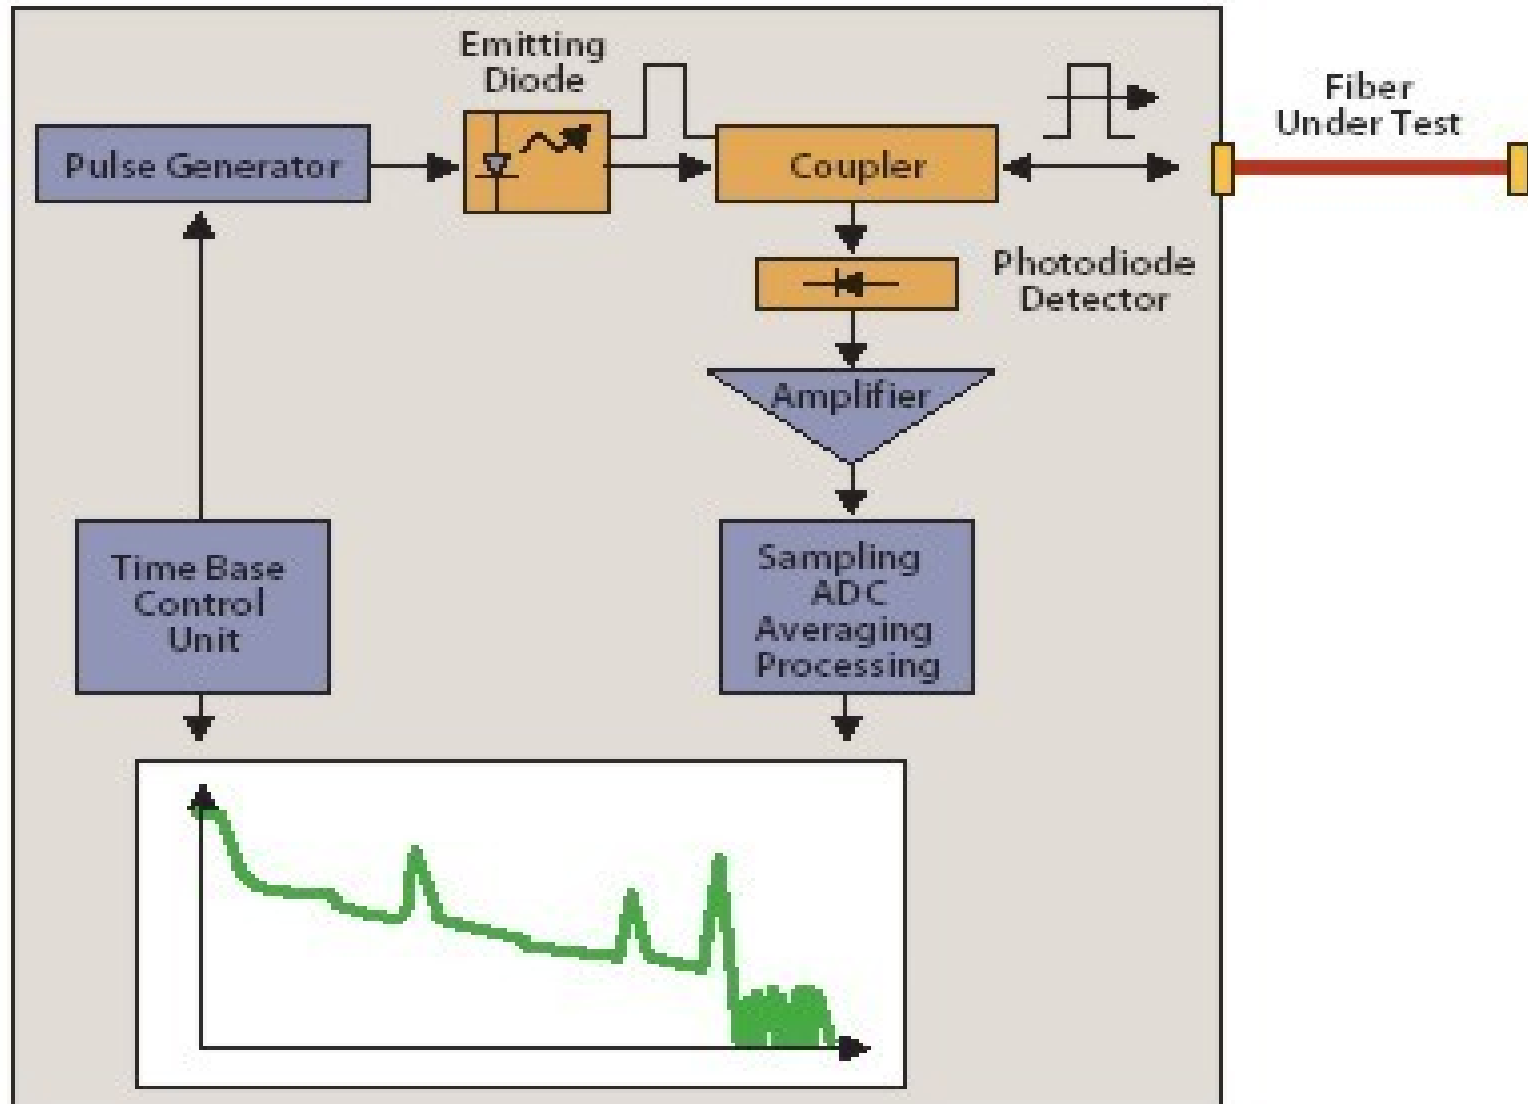 Emitting
Diode
Fiber
Under Test
Pulse Generator
Coupler
Photodiode
Detector
Amplifier
Time Base
Control
Unit
Sampling
ADC
Averaging
Processing